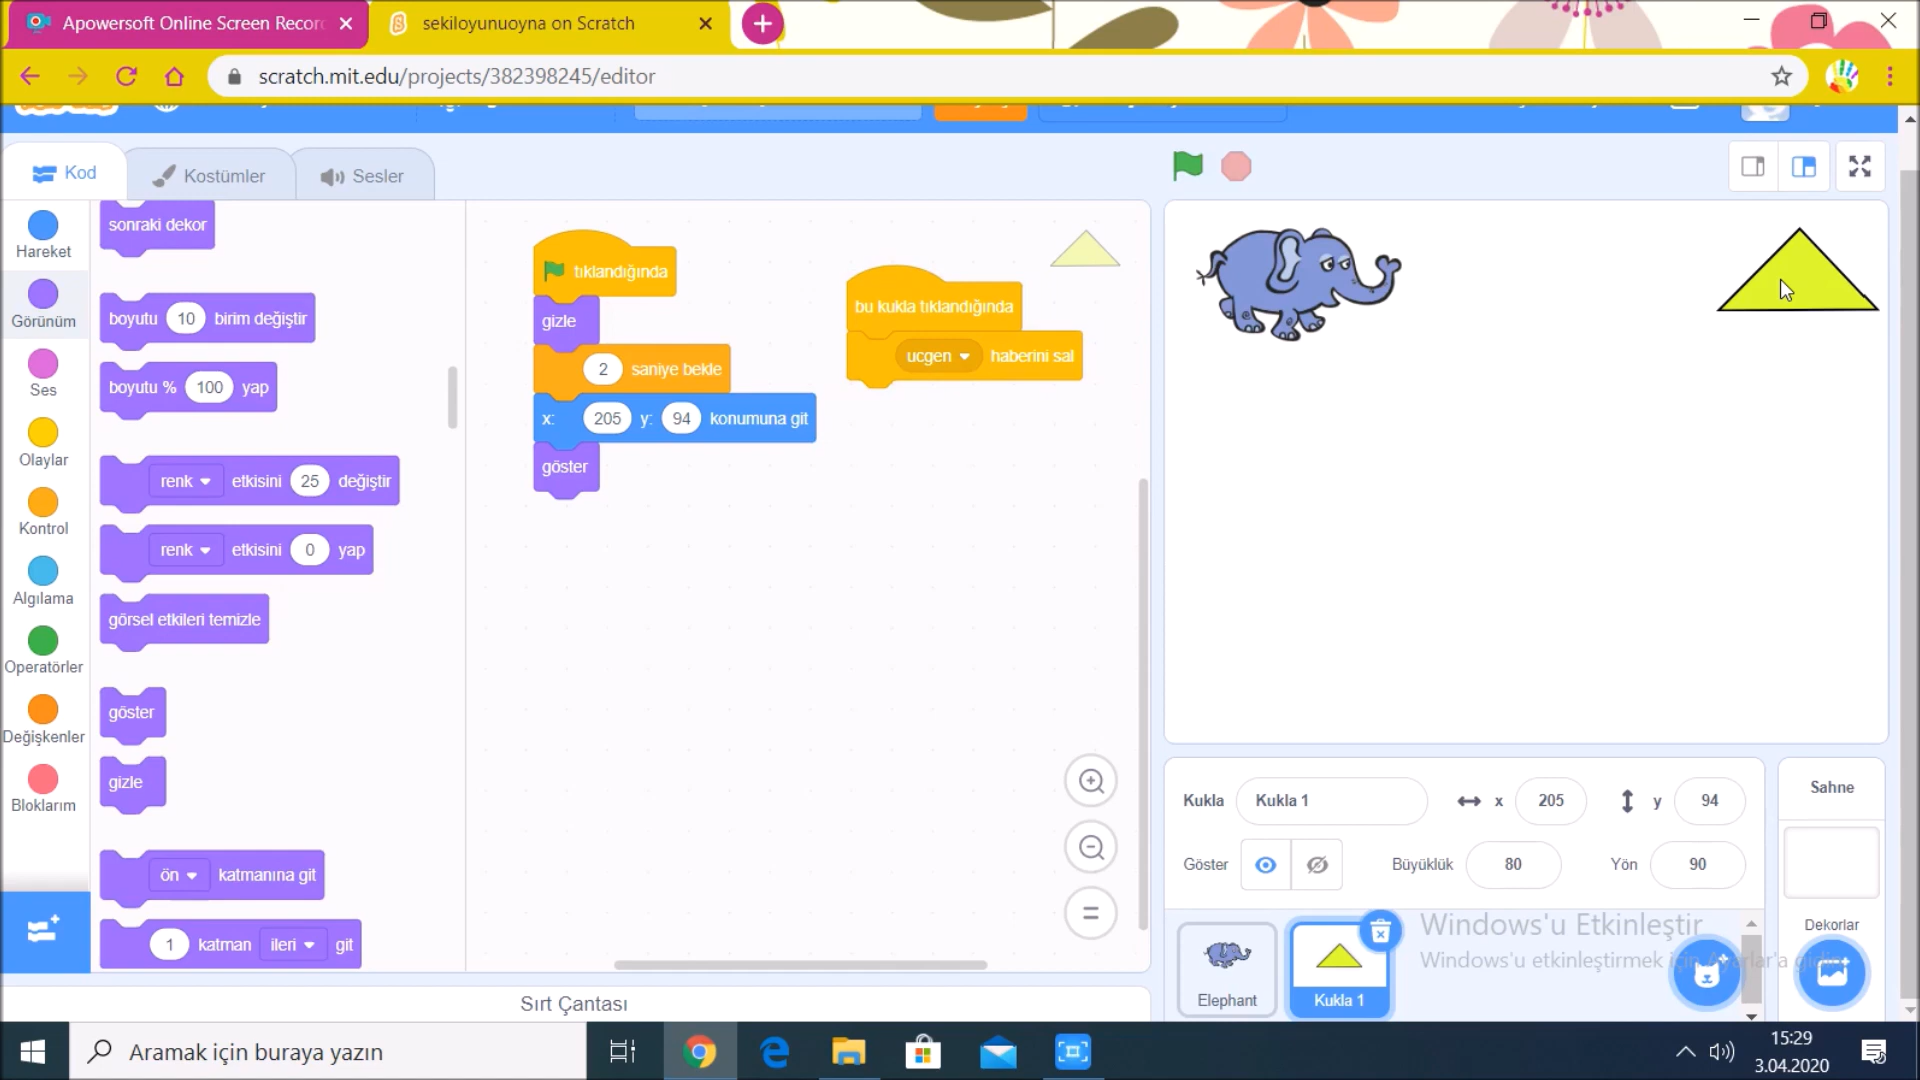 Apowersoft Online Screen Recor
sekiloyunuoyna on Scratch
scratch.mit.edu/projects/382398245/editor
Kod
Kostümler
Sesler
Hareket
Görünüm
Ses
Olaylar
Kontrol
Algılama
Operatörler
Değişkenler
Bloklarım
sonraki dekor
boyutu 10 birim değiştir
boyutu % 100 yap
renk etkisini 25 değiştir
renk etkisini 0 yap
görsel etkileri temizle
göster
gizle
ön katmanına git
1 katman ileri git
tıklandığında
gizle
2 saniye bekle
x: 205 y: 94 konumuna git
göster
bu kukla tıklandığında
ucgen haberini sal
Sırt Çantası
Kukla Kukla 1 x 205 y 94
Göster Büyüklük 80 Yön 90
Elephant
Kukla 1
Sahne
Dekorlar
Windows'u Etkinleştir
Windows'u etkinleştirmek için Ayarlar'a gidin
Aramak için buraya yazın
15:29
3.04.2020